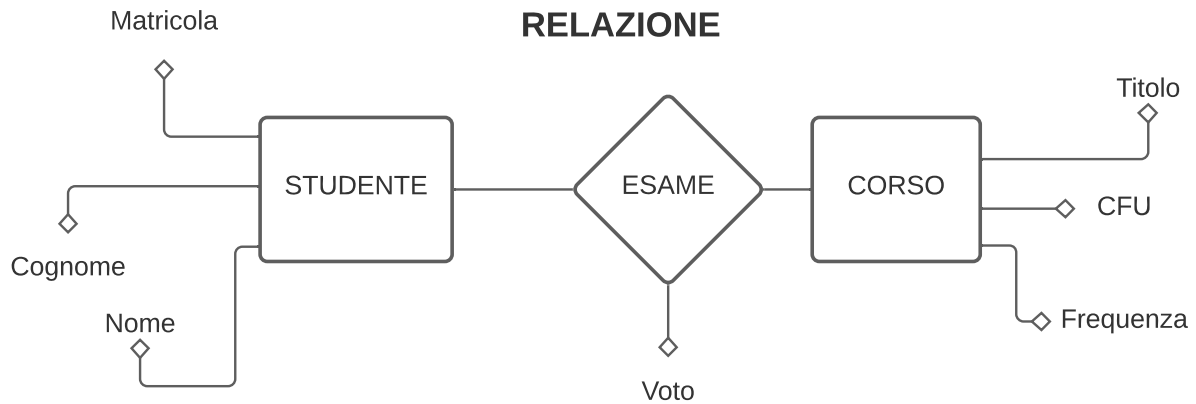 RELAZIONE
Matricola
Titolo
STUDENTE
ESAME
CORSO
CFU
Cognome
Nome
Frequenza
Voto